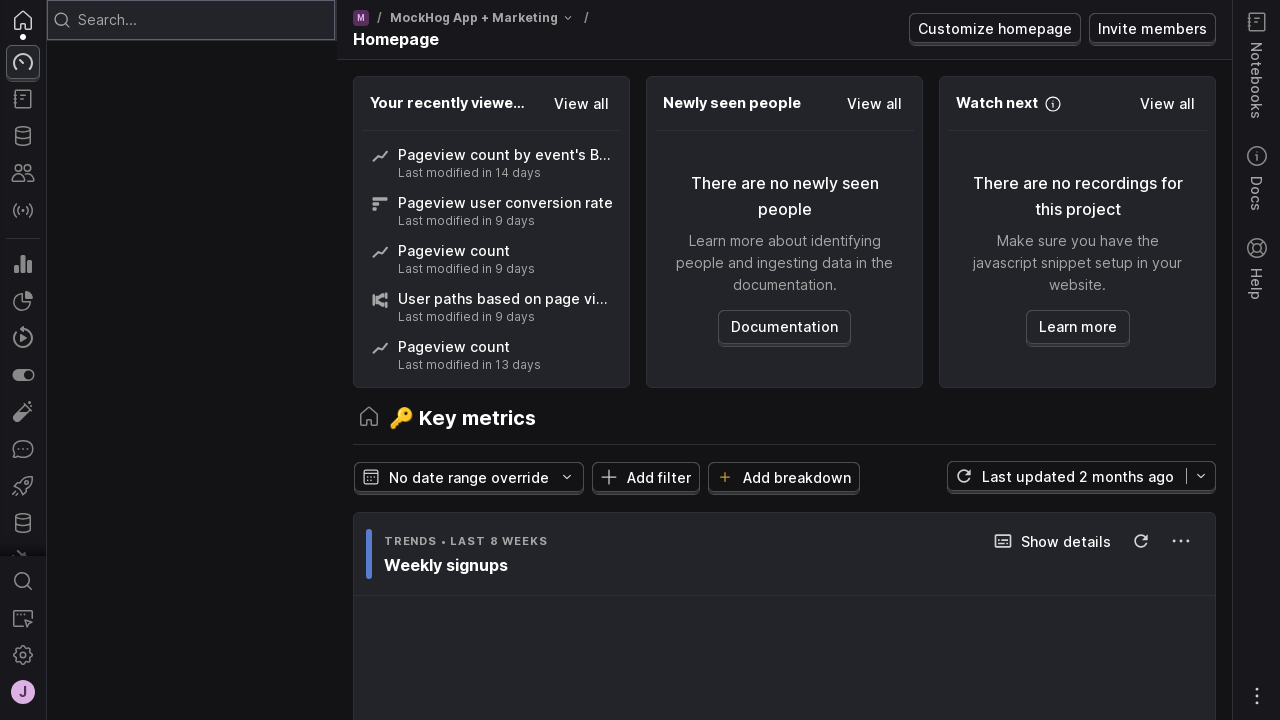 Search...
M / MockHog App + Marketing /
Homepage
Customize homepage
Invite members
Your recently viewe...
View all
Pageview count by event's B...
Last modified in 14 days
Pageview user conversion rate
Last modified in 9 days
Pageview count
Last modified in 9 days
User paths based on page vi...
Last modified in 9 days
Pageview count
Last modified in 13 days
Newly seen people
View all
There are no newly seen
people
Learn more about identifying
people and ingesting data in the
documentation.
Documentation
Watch next
View all
There are no recordings for
this project
Make sure you have the
javascript snippet setup in your
website.
Learn more
🔑 Key metrics
No date range override
Add filter
Add breakdown
Last updated 2 months ago
TRENDS • LAST 8 WEEKS
Weekly signups
Show details
J
Notebooks
Docs
Help